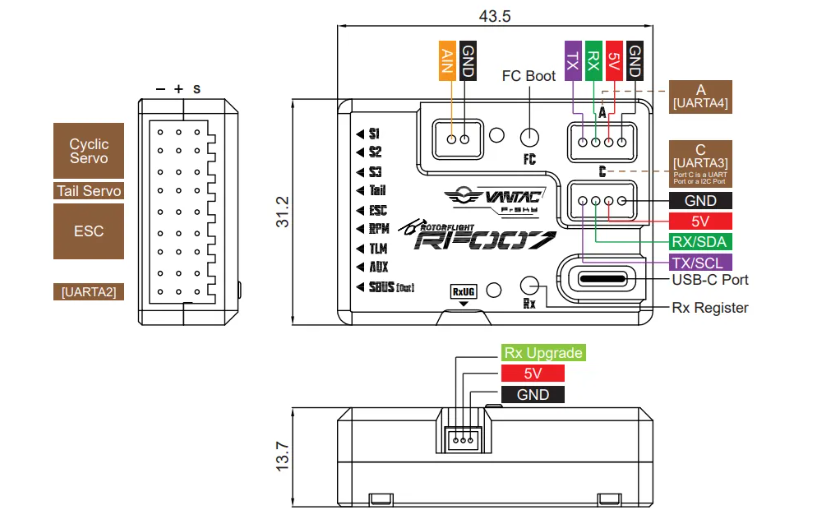 43.5
AIN
GND
FC Boot
TX
RX
5V
GND
A
[UARTA4]
− + s
A
Cyclic
Servo
Tail Servo
ESC
[UARTA2]
31.2
S1
S2
S3
Tail
ESC
RPM
TLM
AUX
SBUS [Out]
FC
C
C
[UARTA3]
Port C is a UART
Port or a I2C Port
VANTAC
FrSKY
ROTORFLIGHT
RF007
GND
5V
RX/SDA
TX/SCL
USB-C Port
RxUG
Rx
Rx Register
Rx Upgrade
5V
GND
13.7